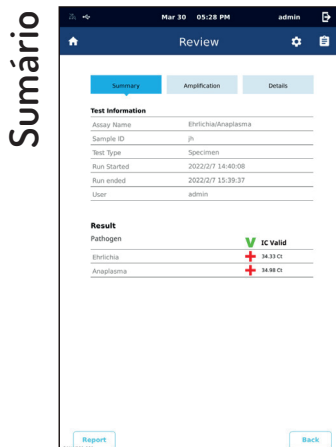 Sumário
Mar 30 05:28 PM admin
Review
Summary Amplification Details
Test Information
Assay Name Ehrlichia/Anaplasma
Sample ID jh
Test Type Specimen
Run Started 2022/2/7 14:40:08
Run ended 2022/2/7 15:39:37
User admin
Result
Pathogen V IC Valid
Ehrlichia + 34.33 Ct
Anaplasma + 34.98 Ct
Report Back